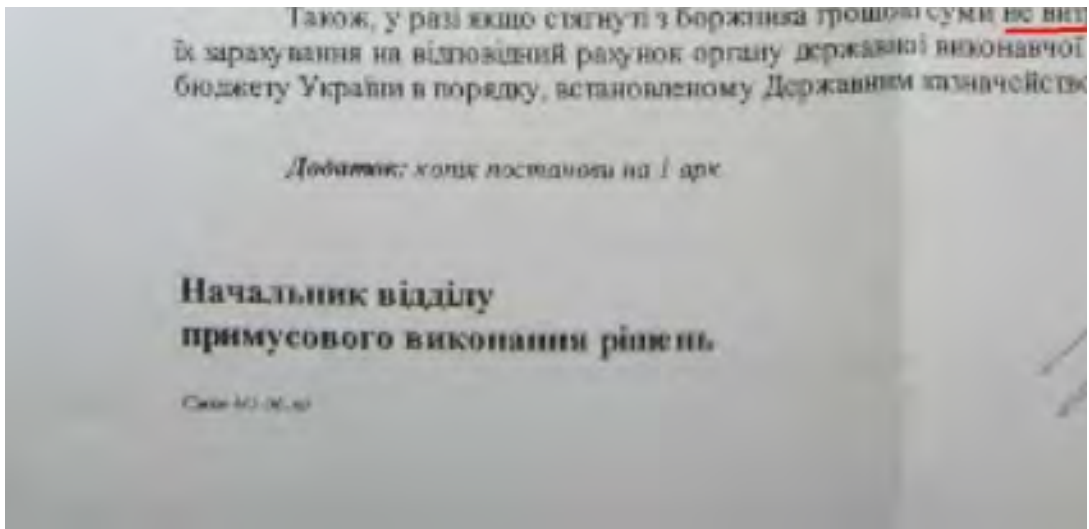 Також, у разі якщо стягнуті з боржника грошові суми не
їх зарахування на відповідний рахунок органу державної виконавчої
бюджету України в порядку, встановленому Державним
Додаток: копія постанови на 1 арк
Начальник відділу
примусового виконання рішень